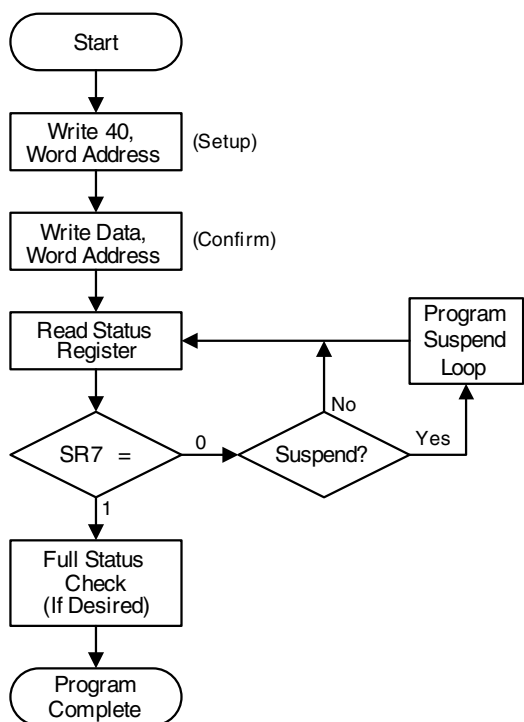 Start
Write 40,
Word Address
(Setup)
Write Data,
Word Address
(Confirm)
Read Status
Register
Program
Suspend
Loop
No
SR7 =
0
Suspend?
Yes
1
Full Status
Check
(If Desired)
Program
Complete